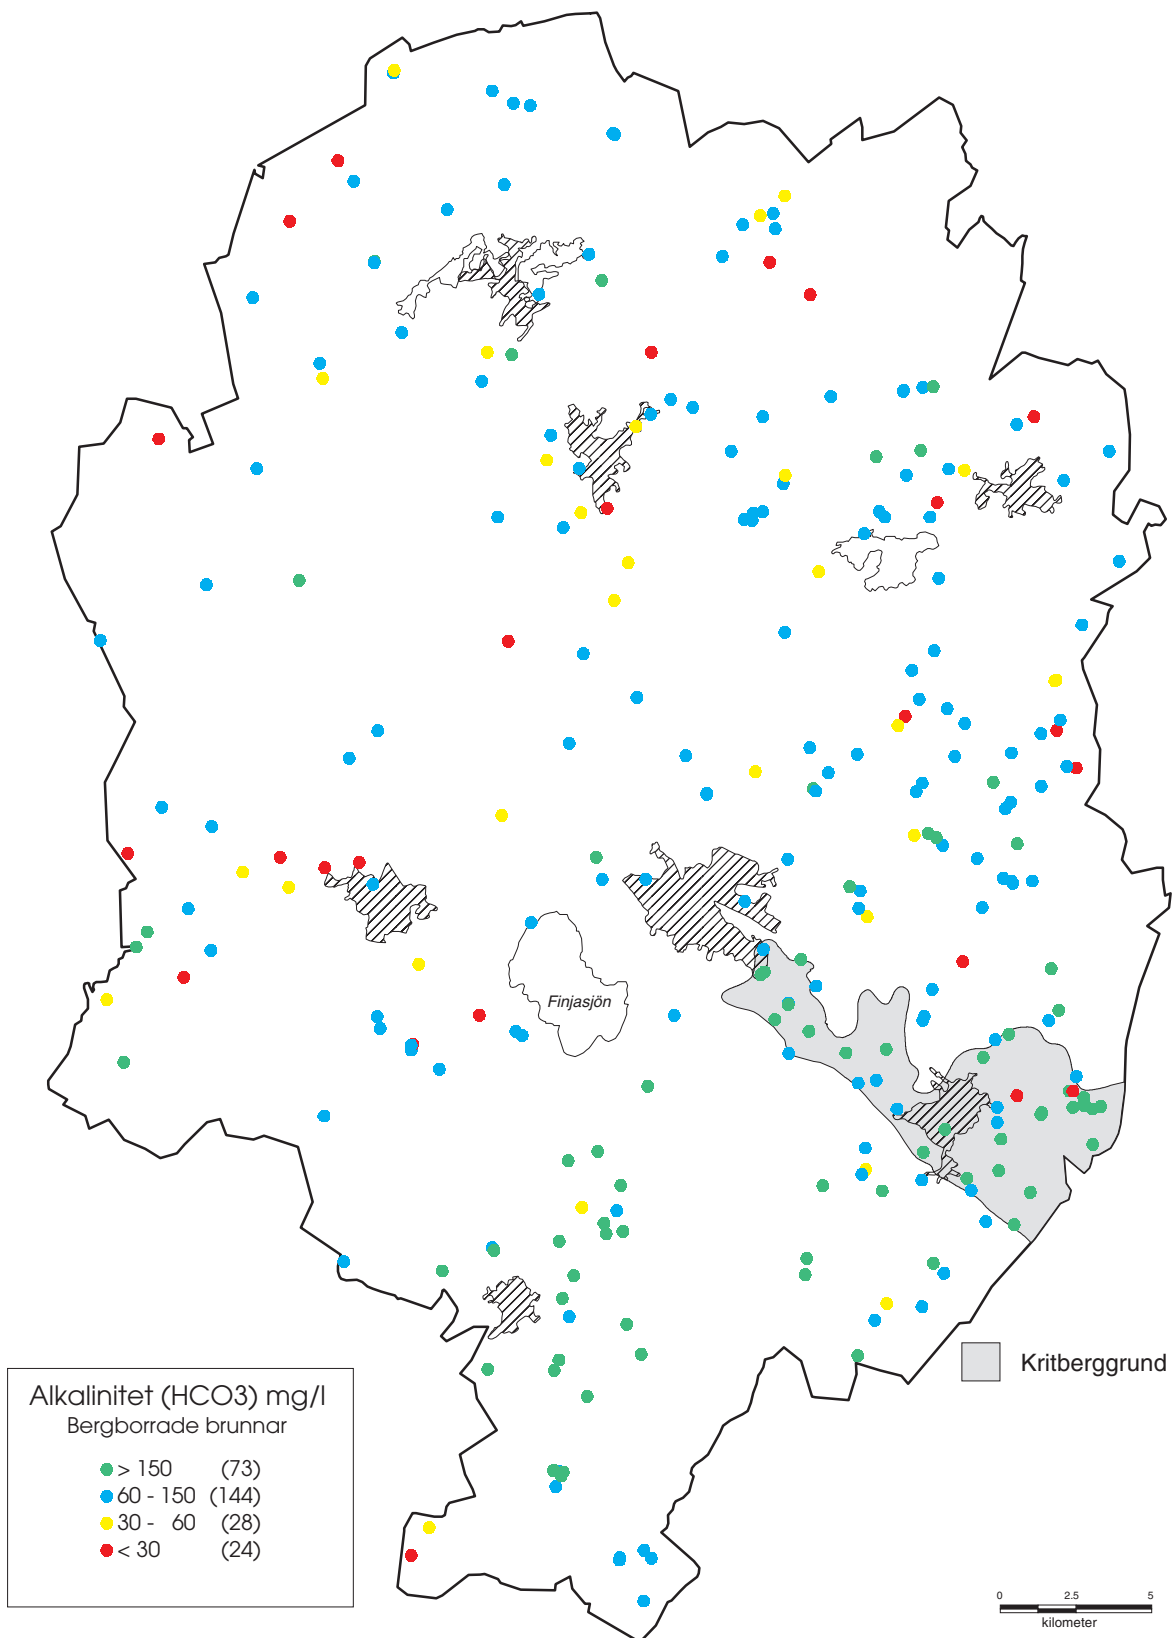 Finjasjön
Kritberggrund
Alkalinitet (HCO3) mg/l
Bergborrade brunnar
> 150 (73)
60 - 150 (144)
30 - 60 (28)
< 30 (24)
0 2.5 5
kilometer